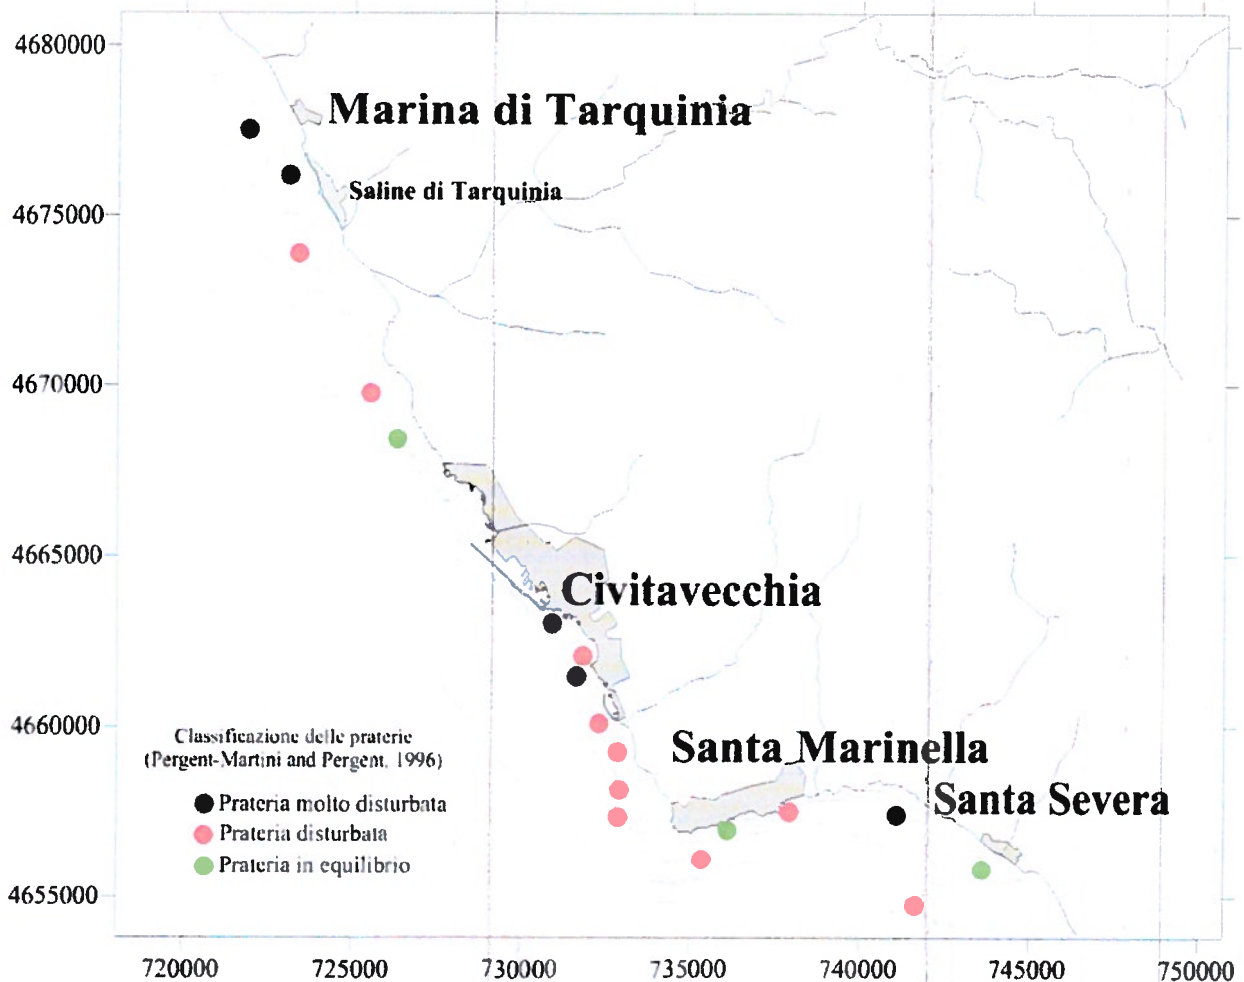 4680000
Marina di Tarquinia
Saline di Tarquinia
4675000
4670000
4665000
Civitavecchia
4660000
Classificazione delle praterie
(Pergent-Martini and Pergent, 1996)
Santa Marinella
Santa Severa
Prateria molto disturbata
Prateria disturbata
Prateria in equilibrio
4655000
720000 725000 730000 735000 740000 745000 750000